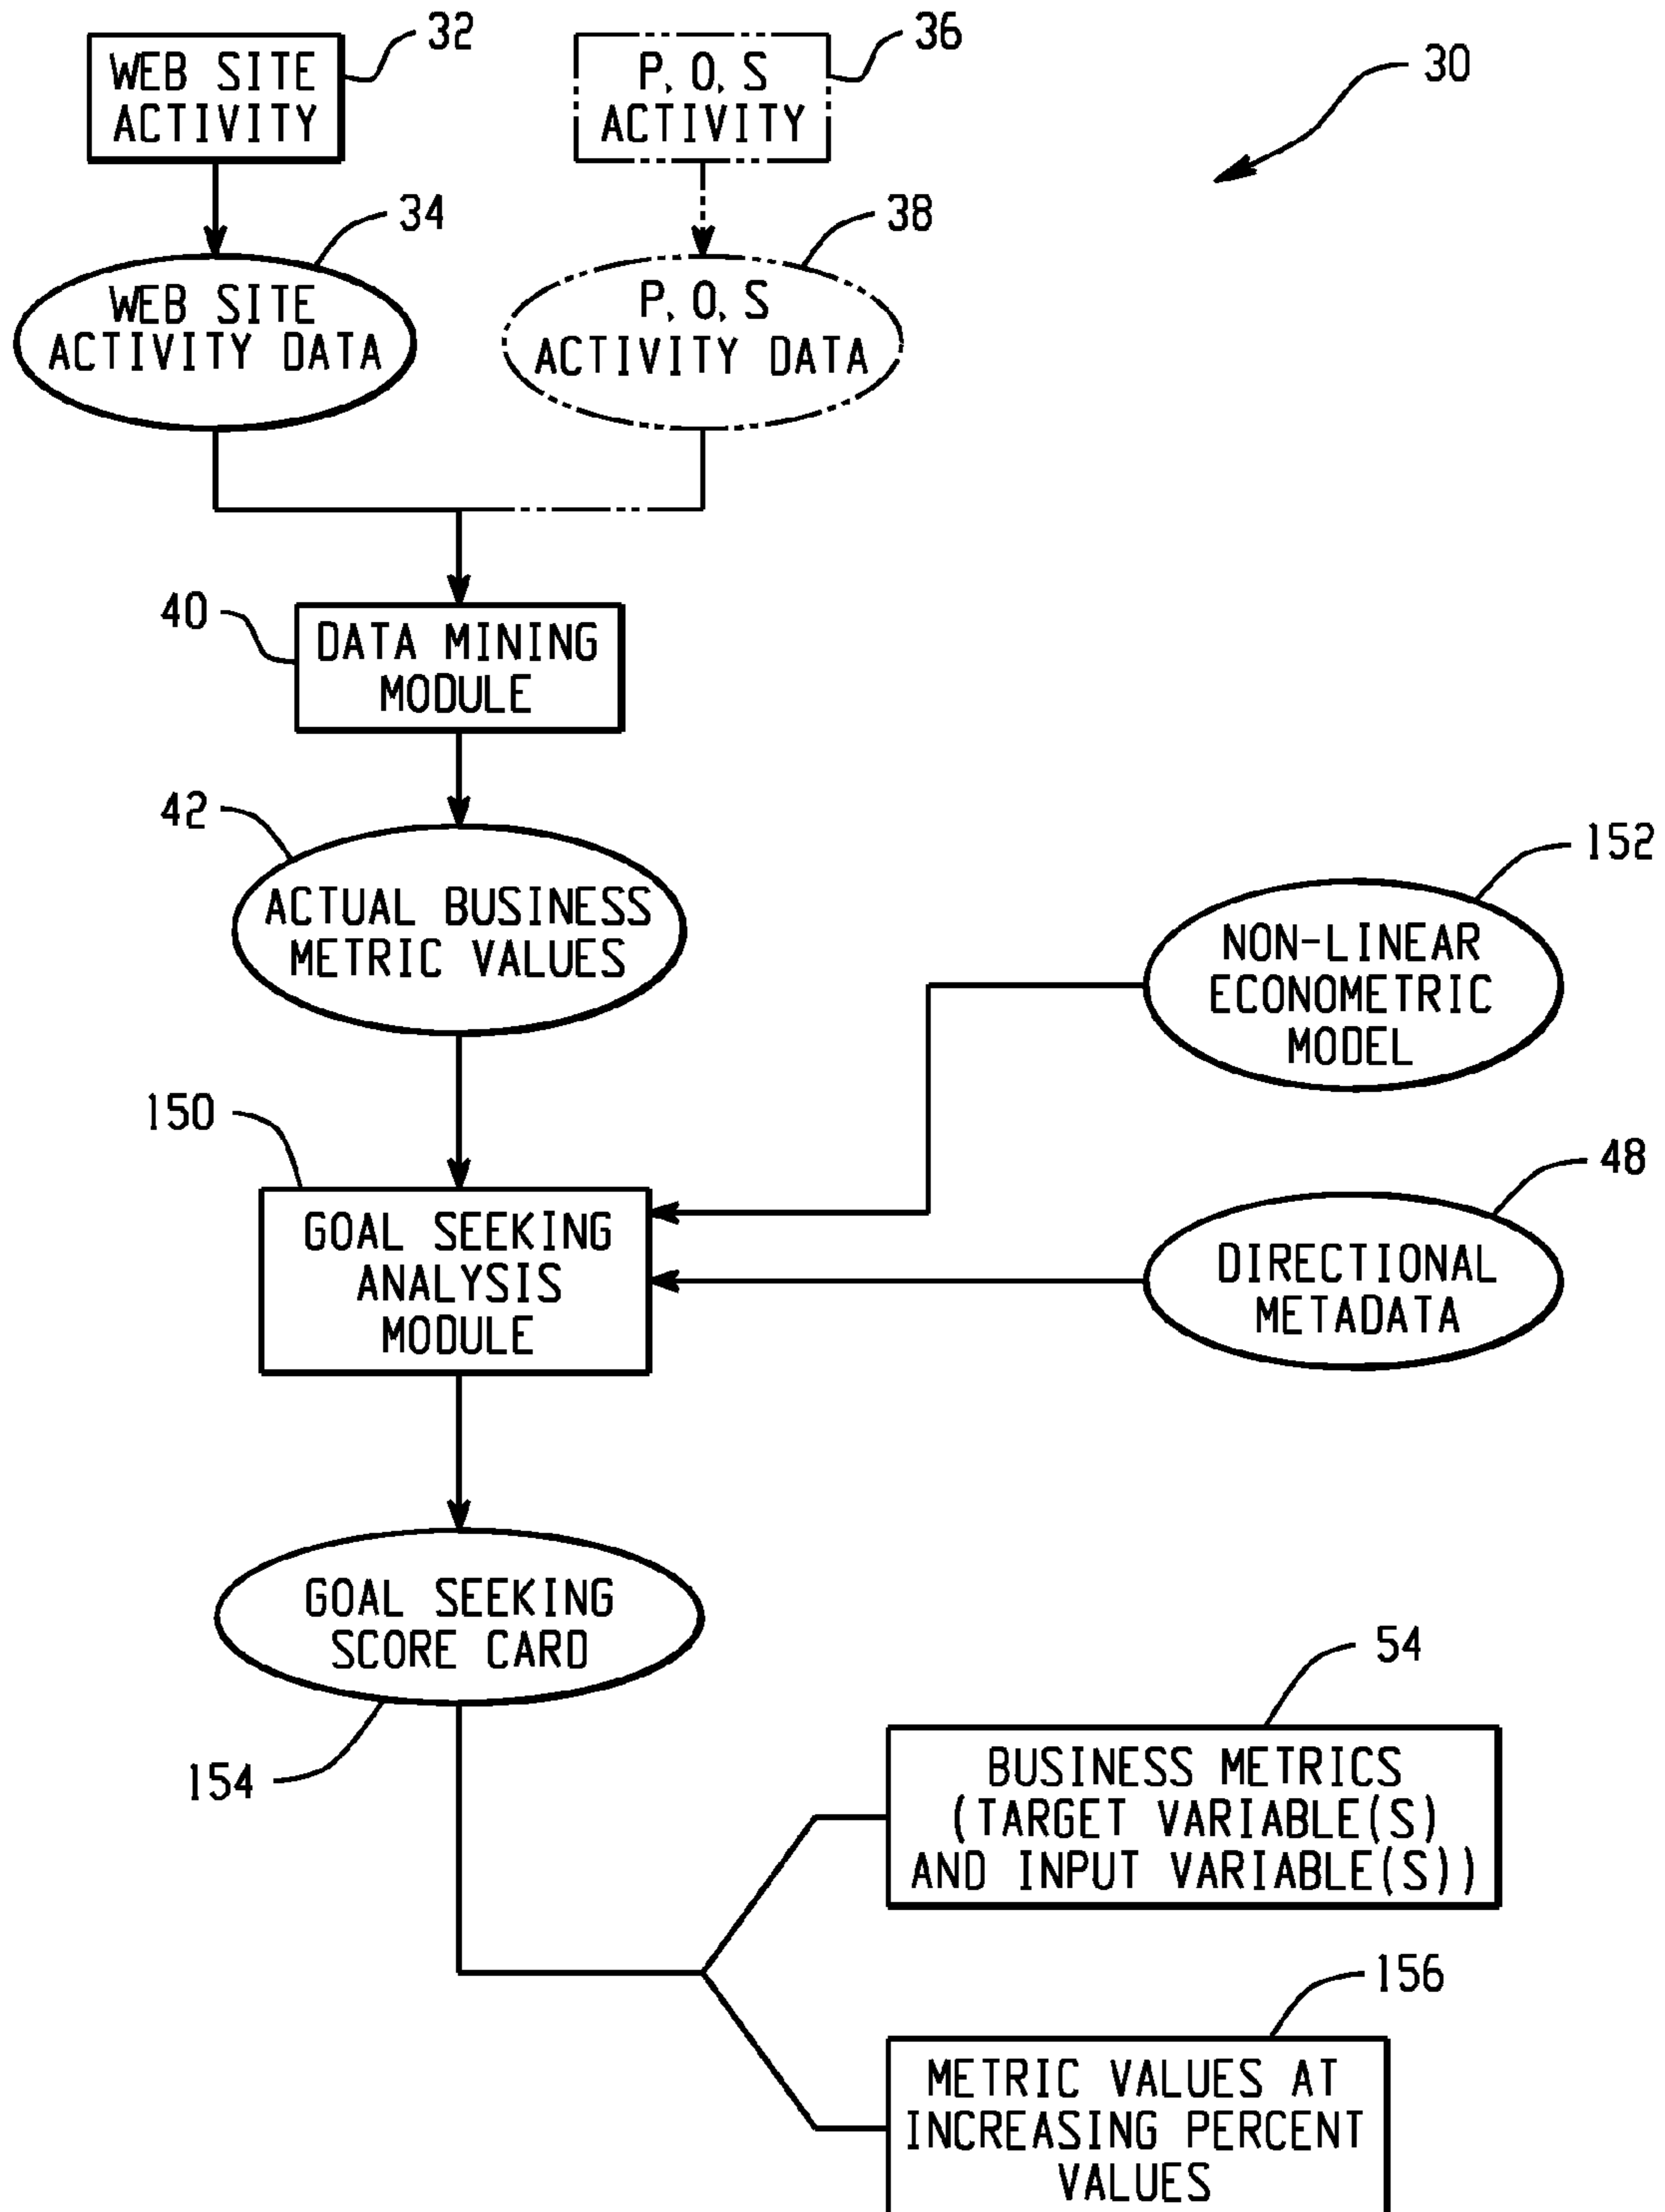 32
WEB SITE
ACTIVITY
36
P.O.S
ACTIVITY
30
34
WEB SITE
ACTIVITY DATA
38
P.O.S
ACTIVITY DATA
40
DATA MINING
MODULE
42
ACTUAL BUSINESS
METRIC VALUES
152
NON-LINEAR
ECONOMETRIC
MODEL
150
GOAL SEEKING
ANALYSIS
MODULE
48
DIRECTIONAL
METADATA
GOAL SEEKING
SCORE CARD
154
54
BUSINESS METRICS
(TARGET VARIABLE(S)
AND INPUT VARIABLE(S))
156
METRIC VALUES AT
INCREASING PERCENT
VALUES